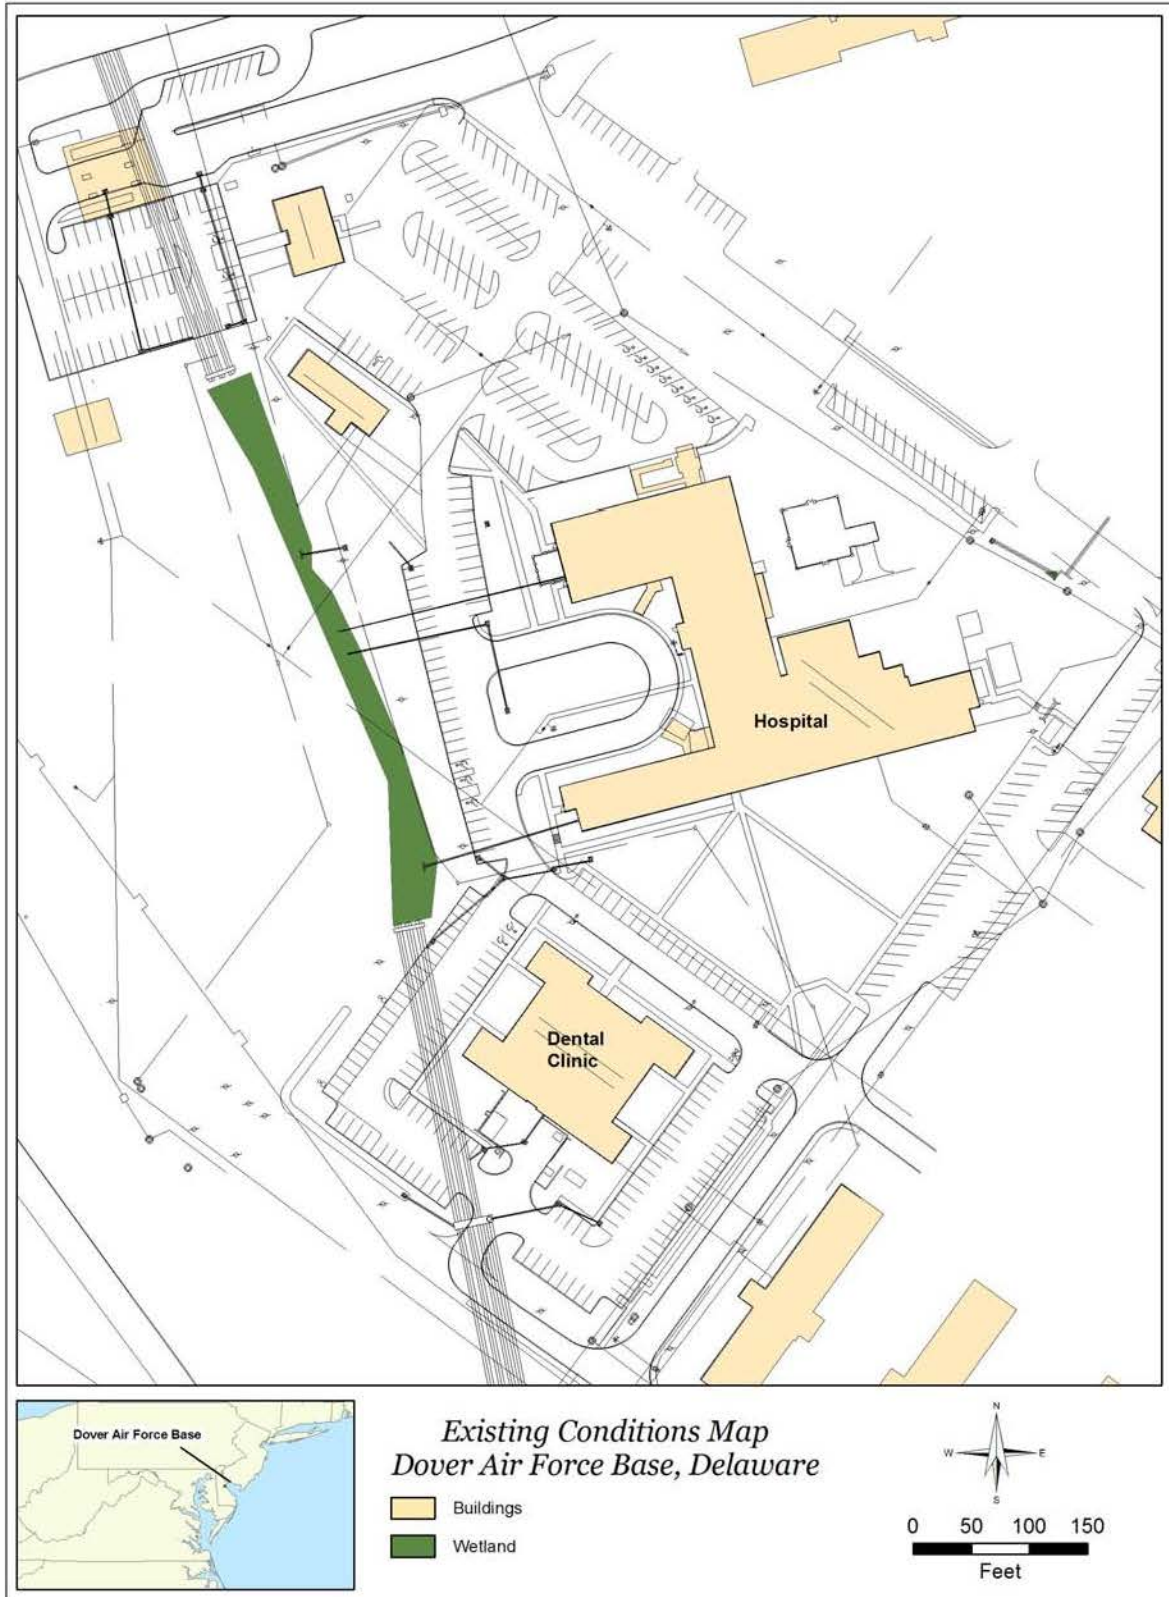 Hospital
Dental
Clinic
Dover Air Force Base
Existing Conditions Map
Dover Air Force Base, Delaware
Buildings
Wetland
N
W E
S
0 50 100 150
Feet